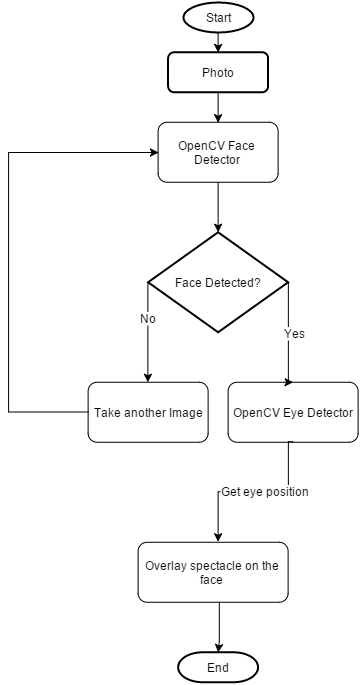 Start
Photo
OpenCV Face
Detector
Face Detected?
No
Yes
Take another Image
OpenCV Eye Detector
Get eye position
Overlay spectacle on the
face
End